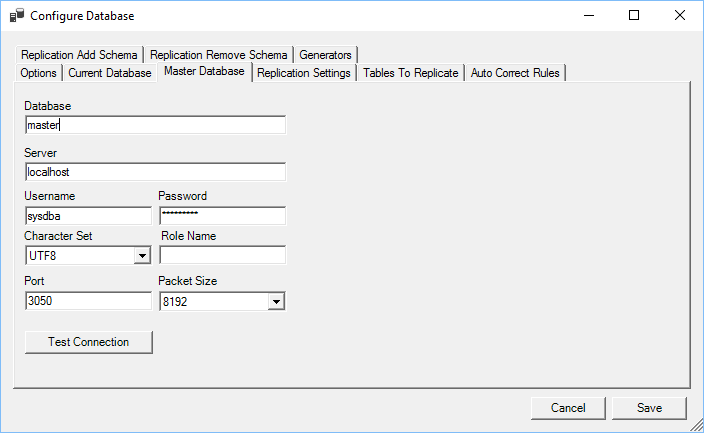 Configure Database
Replication Add Schema Replication Remove Schema Generators
Options Current Database Master Database Replication Settings Tables To Replicate Auto Correct Rules
Database
master
Server
localhost
Username Password
sysdba *********
Character Set Role Name
UTF8
Port Packet Size
3050 8192
Test Connection
Cancel Save